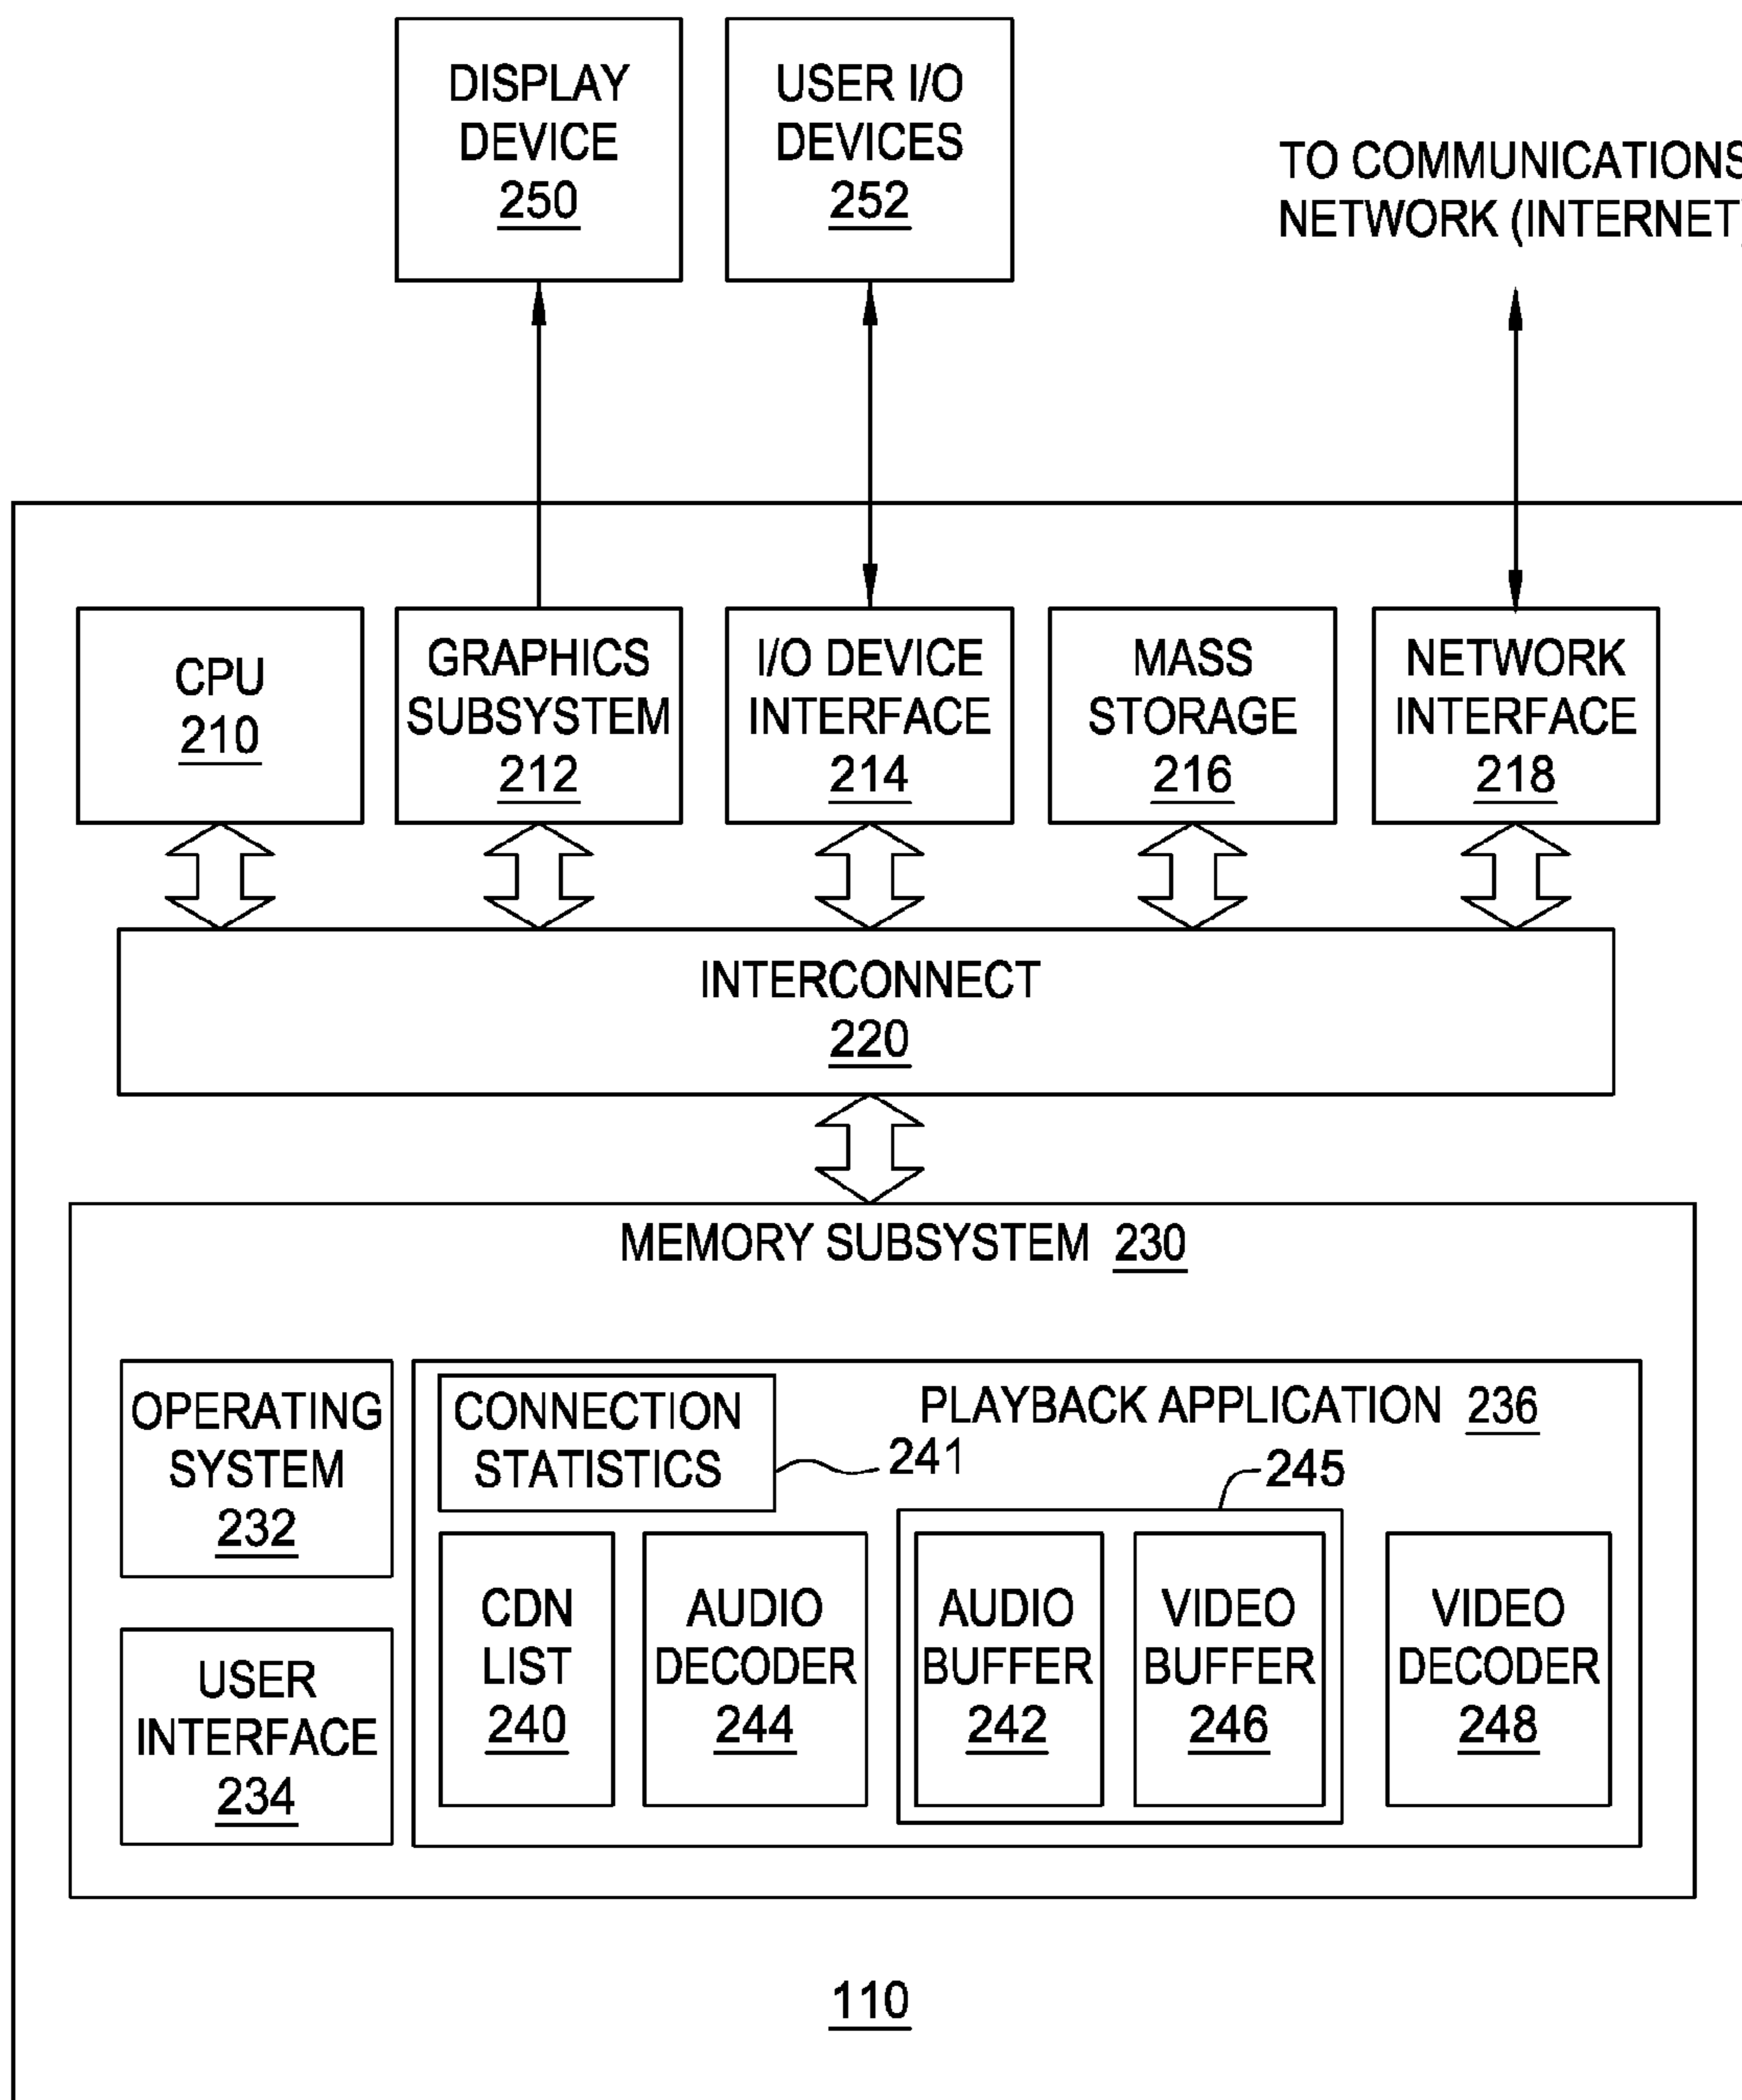 DISPLAY
DEVICE
250
USER I/O
DEVICES
252
TO COMMUNICATIONS
NETWORK (INTERNET)
CPU
210
GRAPHICS
SUBSYSTEM
212
I/O DEVICE
INTERFACE
214
MASS
STORAGE
216
NETWORK
INTERFACE
218
INTERCONNECT
220
MEMORY SUBSYSTEM 230
OPERATING
SYSTEM
232
USER
INTERFACE
234
CONNECTION
STATISTICS
241
PLAYBACK APPLICATION 236
245
CDN
LIST
240
AUDIO
DECODER
244
AUDIO
BUFFER
242
VIDEO
BUFFER
246
VIDEO
DECODER
248
110